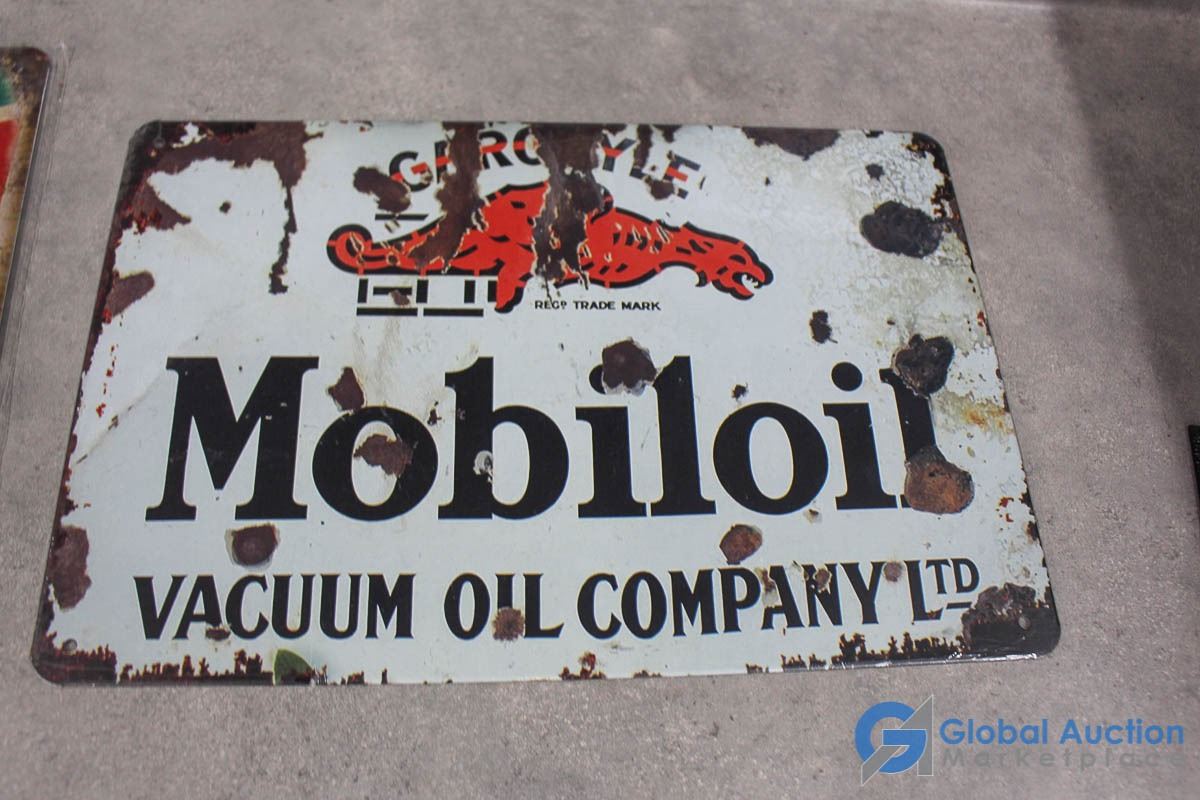 GARGOYLE
REGD TRADE MARK
Mobiloil
VACUUM OIL COMPANY LTD
Global Auction
Marketplace